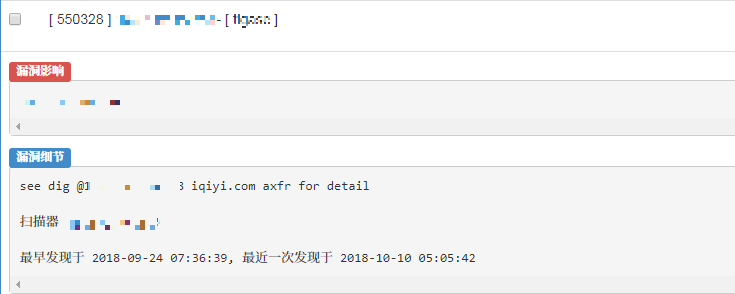 [ 550328 ] - [ ]
漏洞影响
漏洞细节
see dig @1 3 iqiyi.com axfr for detail
扫描器
最早发现于 2018-09-24 07:36:39, 最近一次发现于 2018-10-10 05:05:42